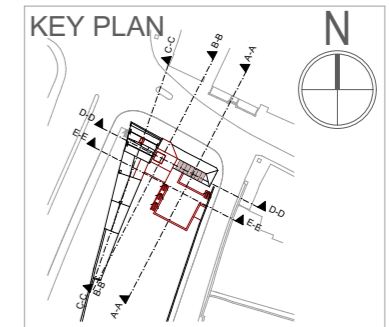 KEY PLAN
N
C-C
B-B
A-A
D-D
E-E
D-D
E-E
C-C
B-B
A-A